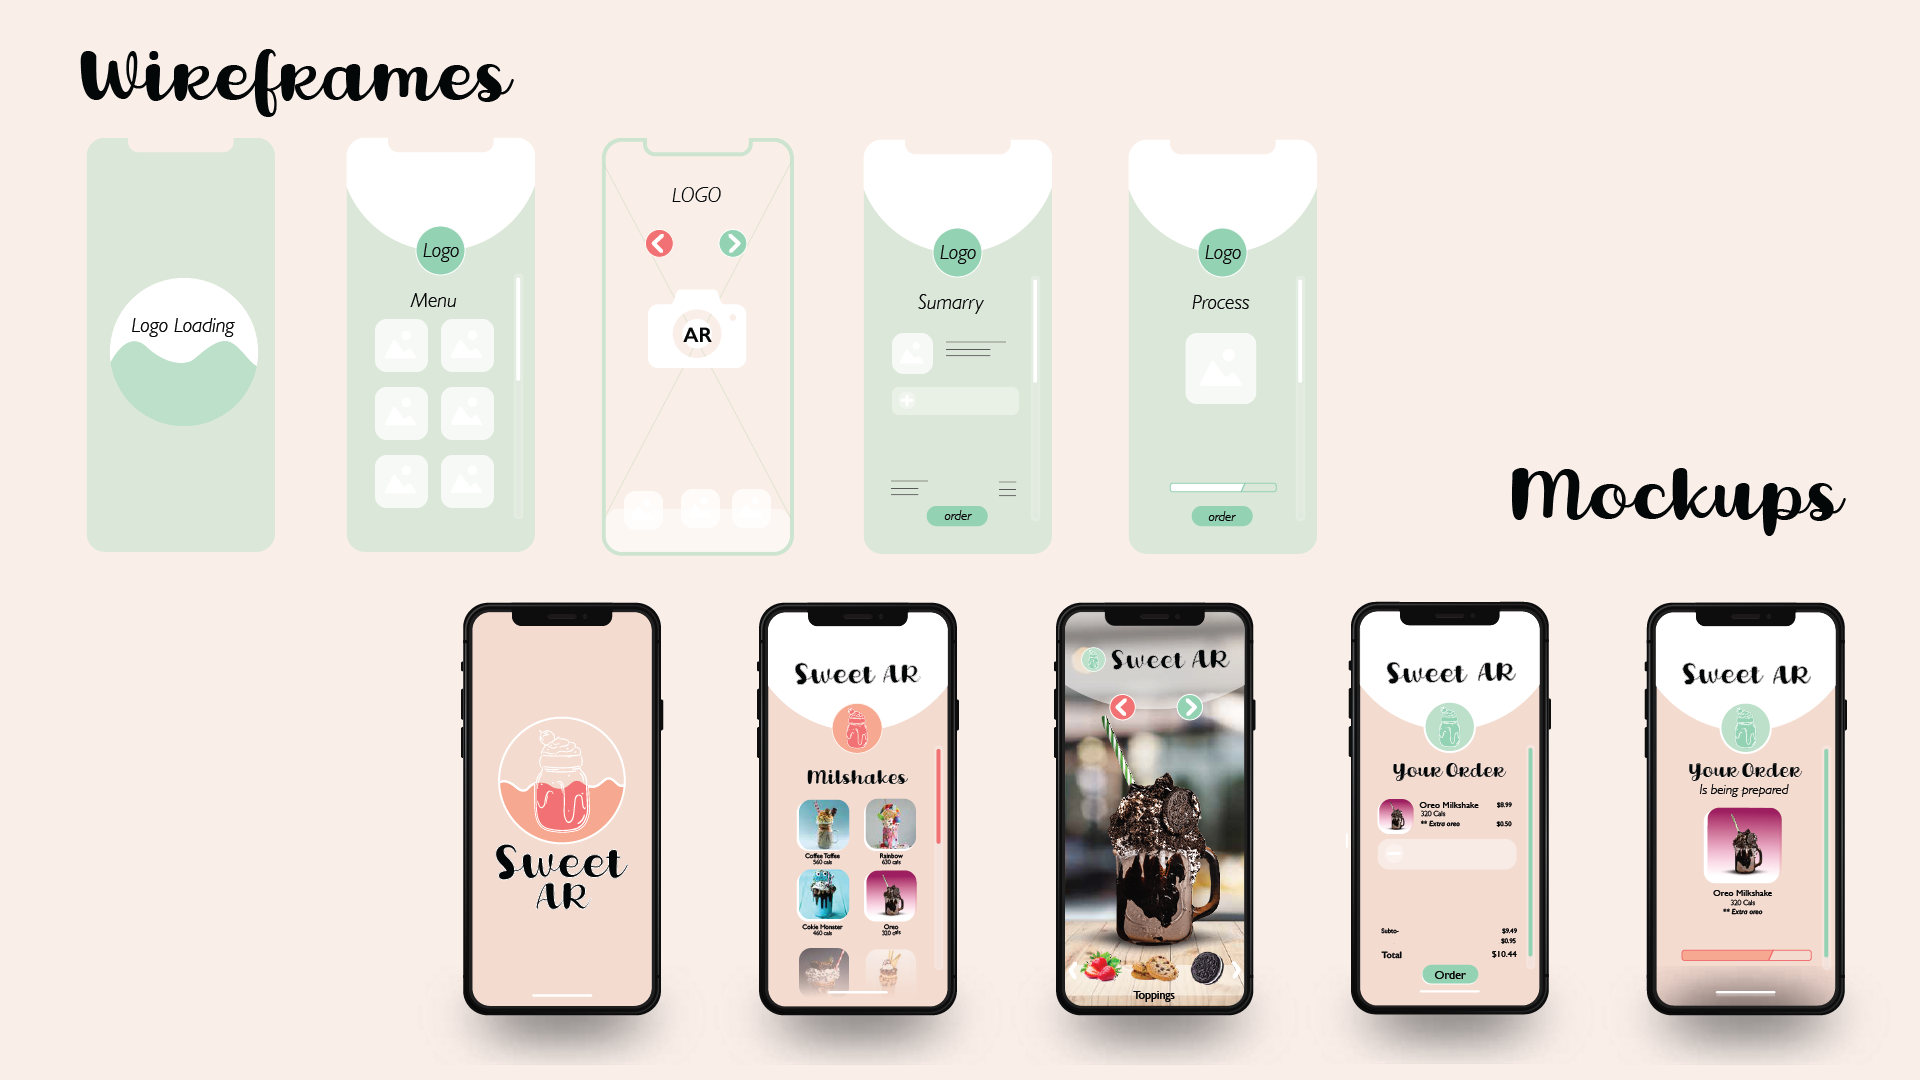 Wireframes
Logo Loading
Logo
Menu
LOGO
AR
Logo
Sumarry
order
Logo
Process
order
Mockups
Sweet
AR
Sweet AR
Milshakes
Coffee Toffee
560 cals
Rainbow
630 cals
Cokie Monster
460 cals
Oreo
320 cals
Sweet AR
Toppings
Sweet AR
Your Order
Oreo Milkshake $8.99
320 Cals
** Extra oreo $0.50
Subto- $9.49
$0.95
Total $10.44
Order
Sweet AR
Your Order
Is being prepared
Oreo Milkshake
320 Cals
** Extra oreo